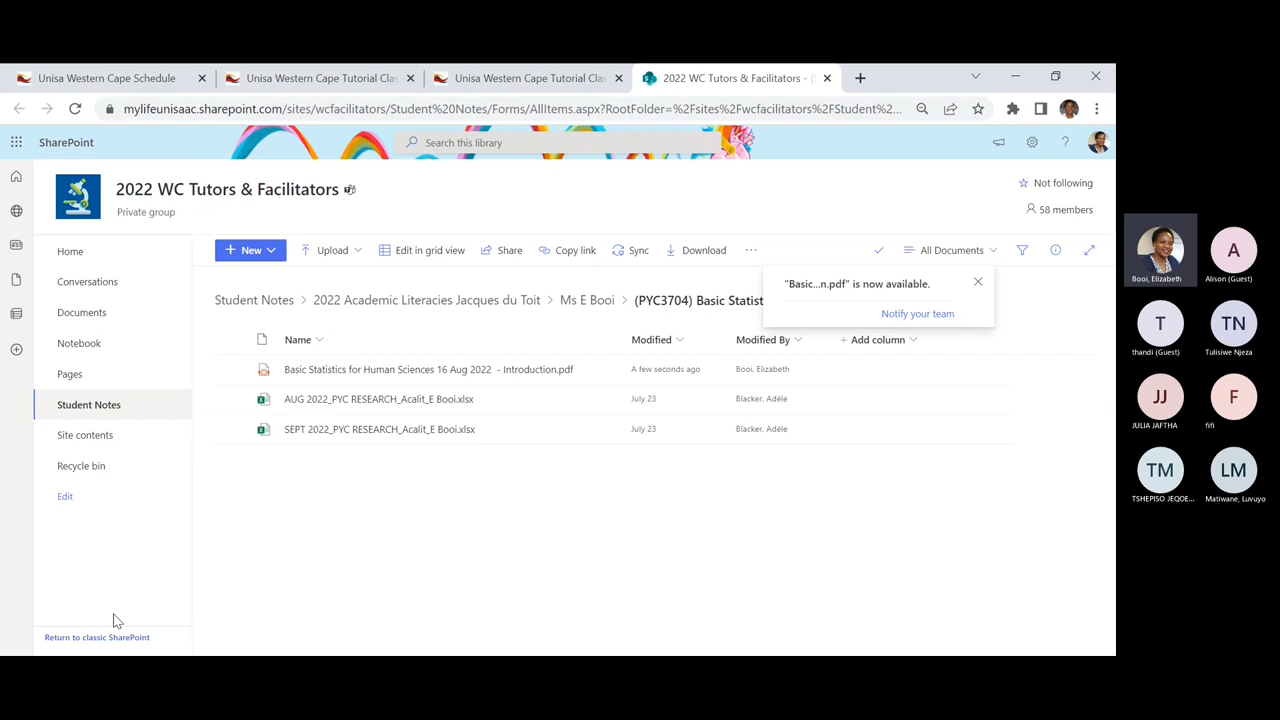 Unisa Western Cape Schedule
Unisa Western Cape Tutorial Clas
Unisa Western Cape Tutorial Clas
2022 WC Tutors & Facilitators - (
mylifeunisaac.sharepoint.com/sites/wcfacilitators/Student%20Notes/Forms/AllItems.aspx?RootFolder=%2Fsites%2Fwcfacilitators%2FStudent%2...
SharePoint
Search this library
2022 WC Tutors & Facilitators
Private group
Not following
58 members
Home
Conversations
Documents
Notebook
Pages
Student Notes
Site contents
Recycle bin
Edit
Return to classic SharePoint
New
Upload
Edit in grid view
Share
Copy link
Sync
Download
All Documents
"Basic...n.pdf" is now available.
Notify your team
Student Notes > 2022 Academic Literacies Jacques du Toit > Ms E Booi > (PYC3704) Basic Statist
Name Modified Modified By + Add column
Basic Statistics for Human Sciences 16 Aug 2022 - Introduction.pdf A few seconds ago Booi, Elizabeth
AUG 2022_PYC RESEARCH_Acalit_E Booi.xlsx July 23 Blacker, Adéle
SEPT 2022_PYC RESEARCH_Acalit_E Booi.xlsx July 23 Blacker, Adéle
Booi, Elizabeth
A
Alison (Guest)
T
thandi (Guest)
TN
Tulisiwe Njeza
JJ
JULIA JAFTHA
F
fifi
TM
TSHEPISO JEQOE...
LM
Matiwane, Luvuyo